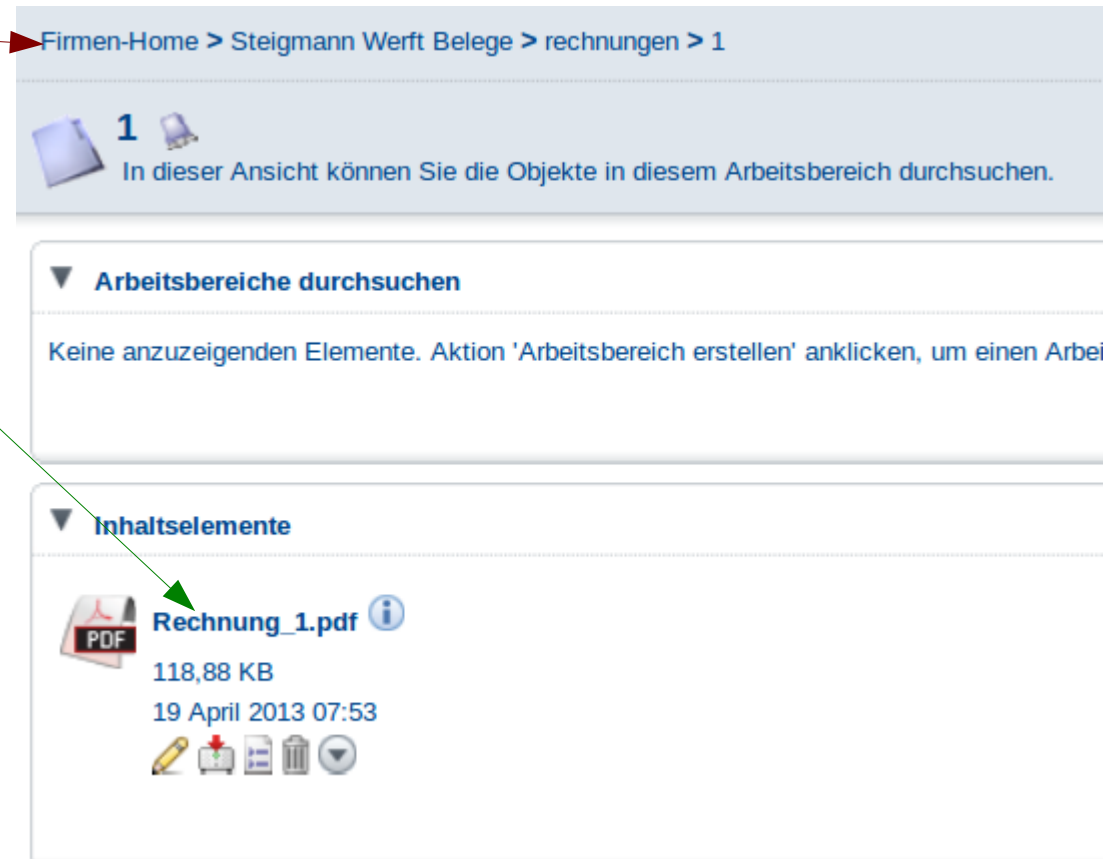 Firmen-Home > Steigmann Werft Belege > rechnungen > 1
1
In dieser Ansicht können Sie die Objekte in diesem Arbeitsbereich durchsuchen.
Arbeitsbereiche durchsuchen
Keine anzuzeigenden Elemente. Aktion 'Arbeitsbereich erstellen' anklicken, um einen Arbei
Inhaltselemente
PDF
Rechnung_1.pdf i
118,88 KB
19 April 2013 07:53